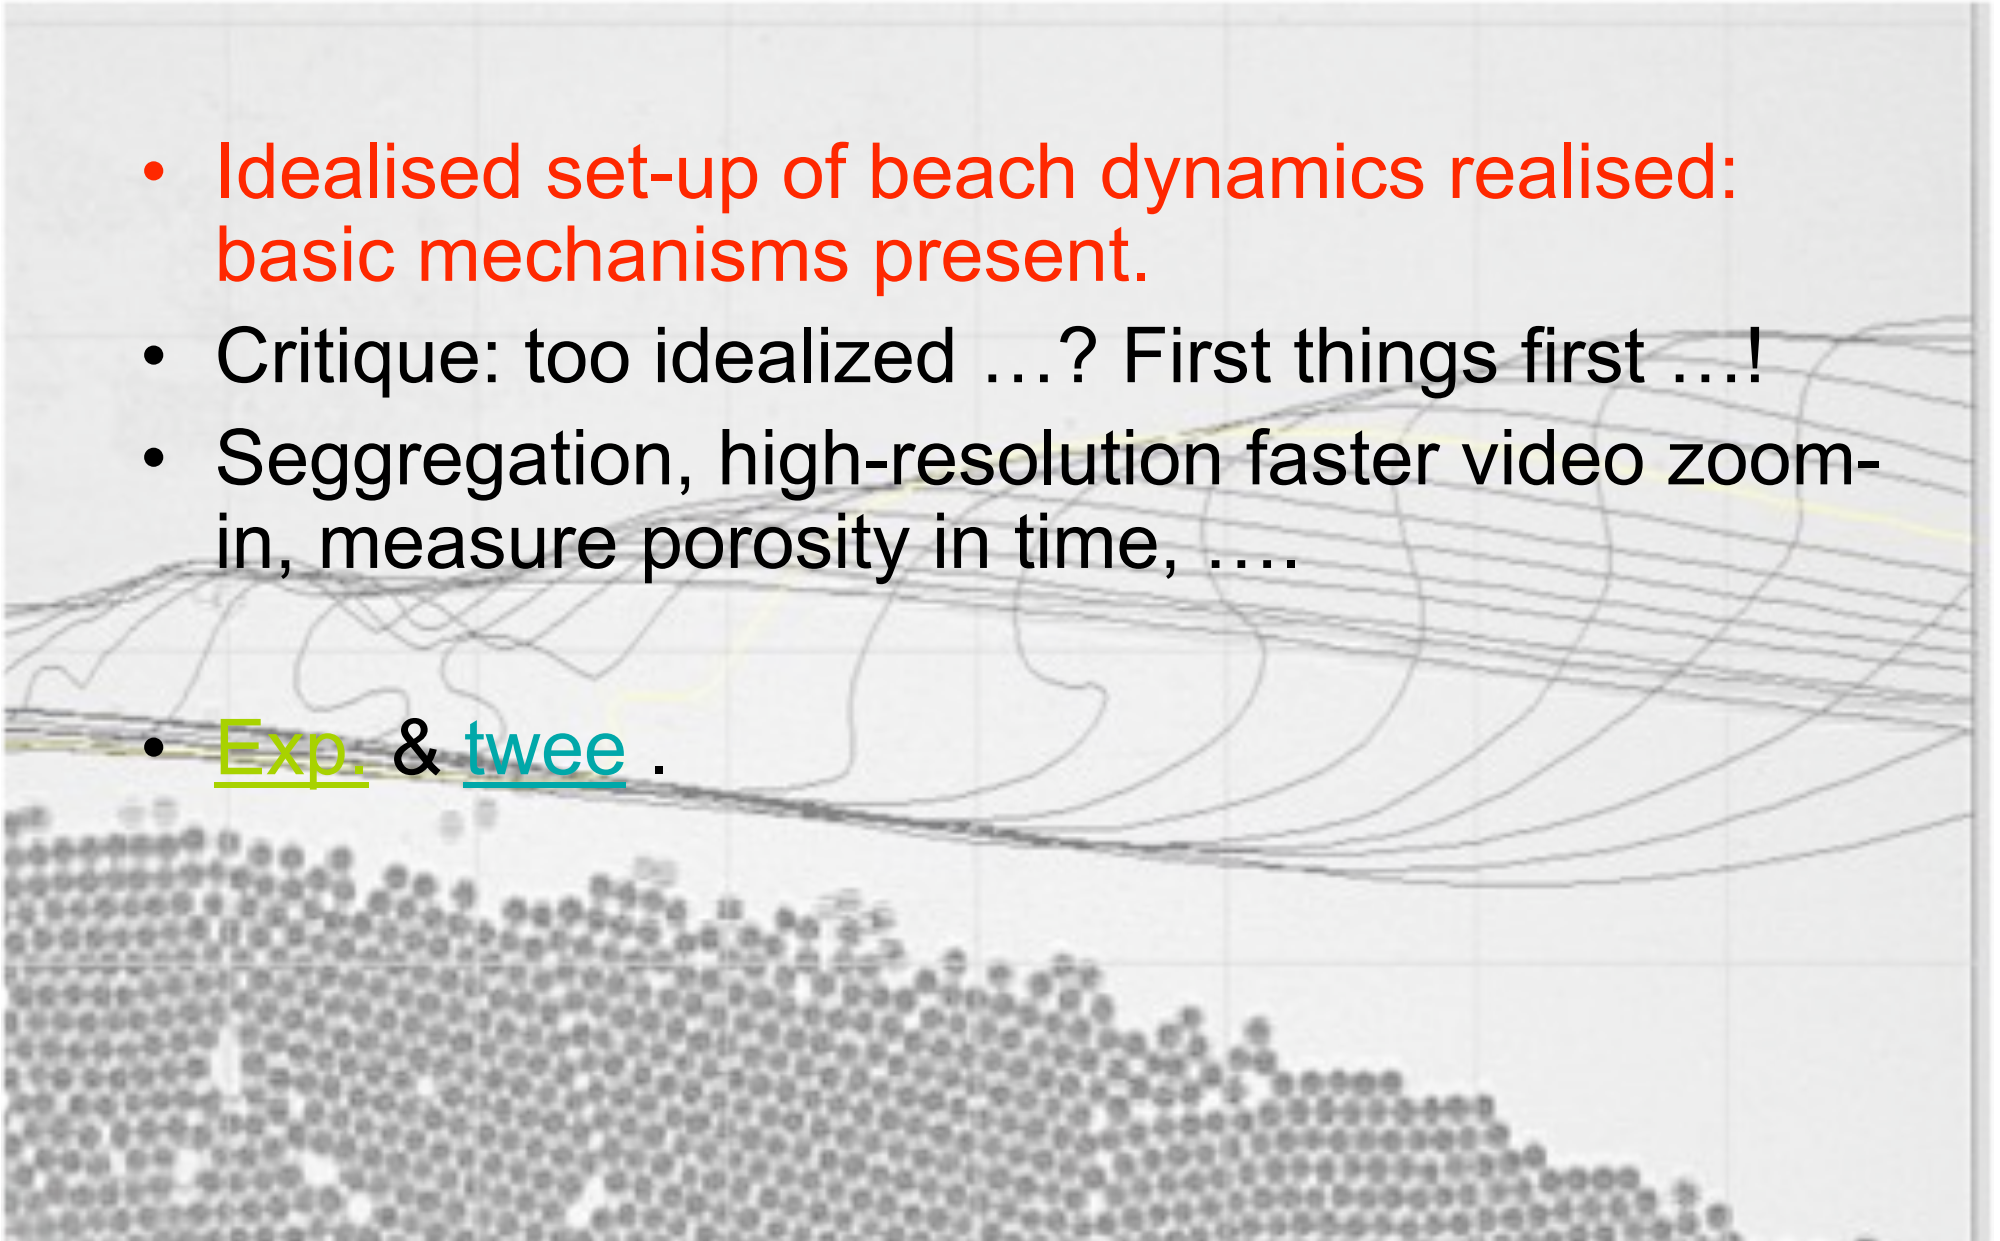 • Idealised set-up of beach dynamics realised:
basic mechanisms present.
• Critique: too idealized …? First things first …!
• Seggregation, high-resolution faster video zoom-
in, measure porosity in time, ….
• Exp. & twee .